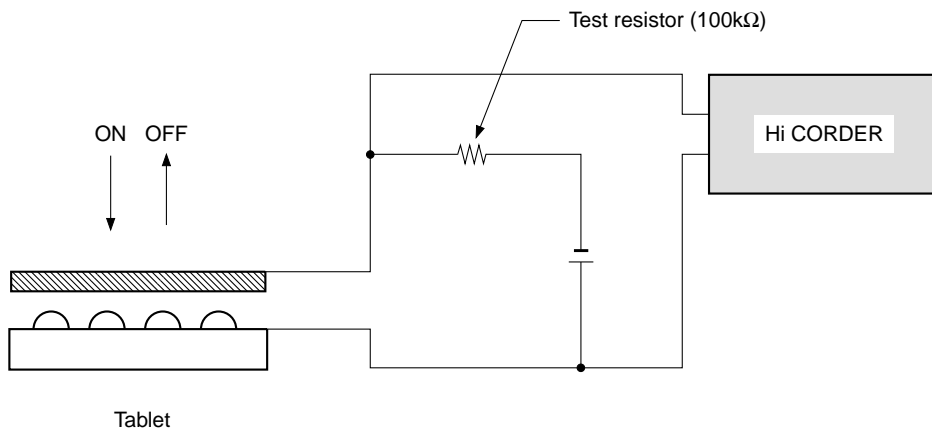 Test resistor (100kΩ)
ON OFF
Hi CORDER
Tablet